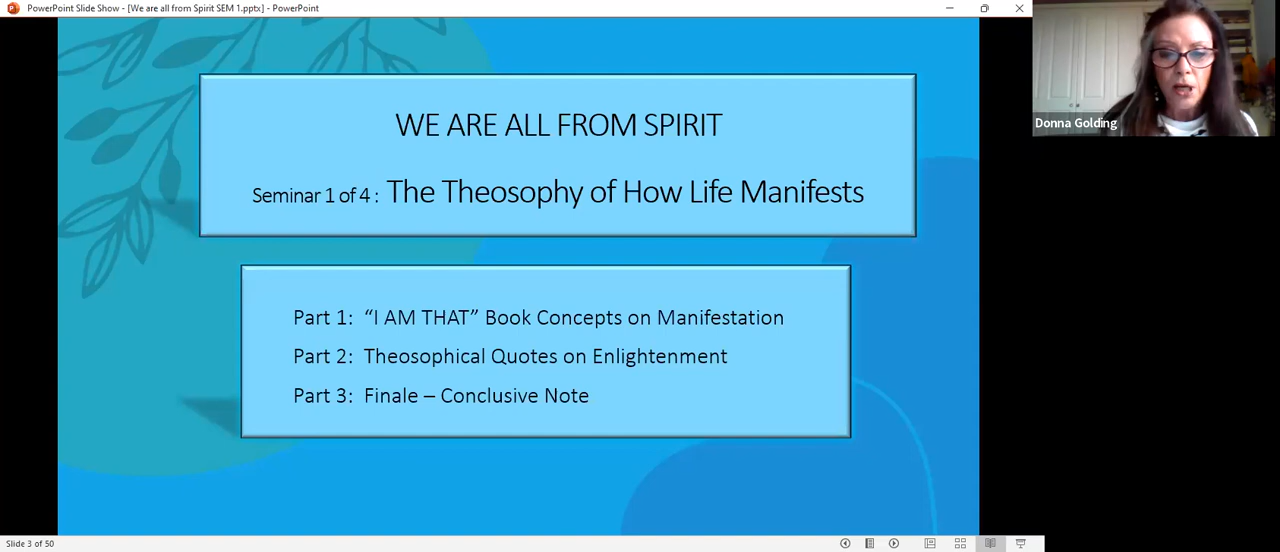 PowerPoint Slide Show - [We are all from Spirit SEM 1.pptx] - PowerPoint
WE ARE ALL FROM SPIRIT
Seminar 1 of 4 : The Theosophy of How Life Manifests
Part 1: “I AM THAT” Book Concepts on Manifestation
Part 2: Theosophical Quotes on Enlightenment
Part 3: Finale – Conclusive Note
Donna Golding
Slide 3 of 50